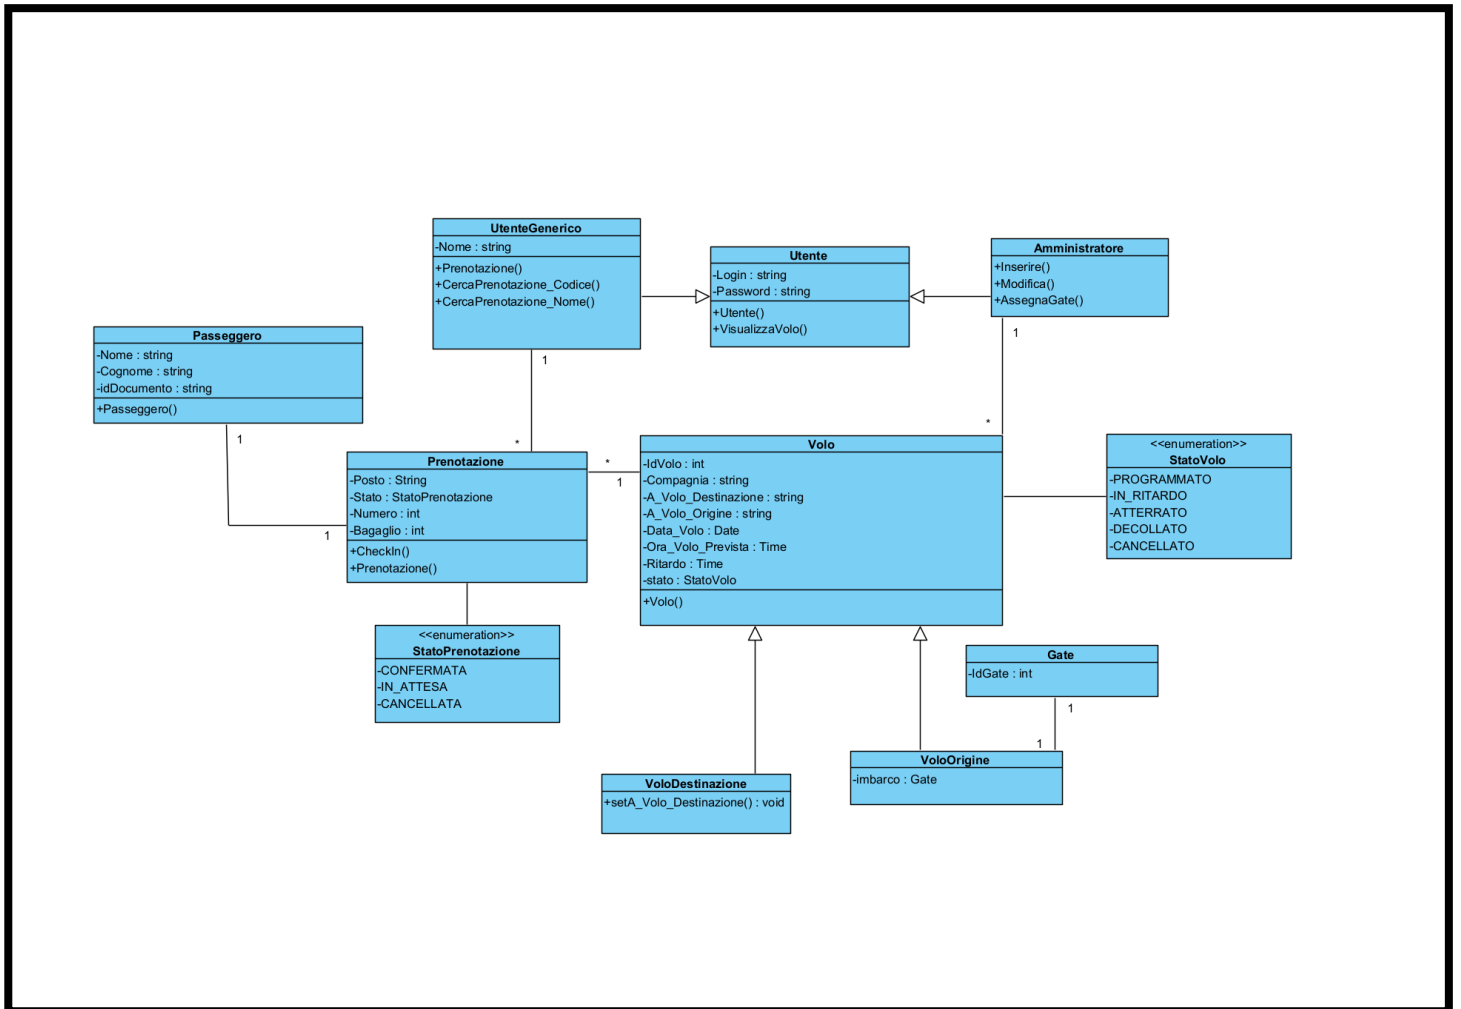 UtenteGenerico
-Nome : string
+Prenotazione()
+CercaPrenotazione_Codice()
+CercaPrenotazione_Nome()
1
*
Utente
-Login : string
-Password : string
+Utente()
+VisualizzaVolo()
Amministratore
+Inserire()
+Modifica()
+AssegnaGate()
1
*
Passeggero
-Nome : string
-Cognome : string
-idDocumento : string
+Passeggero()
1
1
Prenotazione
-Posto : String
-Stato : StatoPrenotazione
-Numero : int
-Bagaglio : int
+CheckIn()
+Prenotazione()
*
1
Volo
-IdVolo : int
-Compagnia : string
-A_Volo_Destinazione : string
-A_Volo_Origine : string
-Data_Volo : Date
-Ora_Volo_Prevista : Time
-Ritardo : Time
-stato : StatoVolo
+Volo()
<<enumeration>>
StatoVolo
-PROGRAMMATO
-IN_RITARDO
-ATTERRATO
-DECOLLATO
-CANCELLATO
<<enumeration>>
StatoPrenotazione
-CONFERMATA
-IN_ATTESA
-CANCELLATA
Gate
-IdGate : int
1
1
VoloOrigine
-imbarco : Gate
VoloDestinazione
+setA_Volo_Destinazione() : void